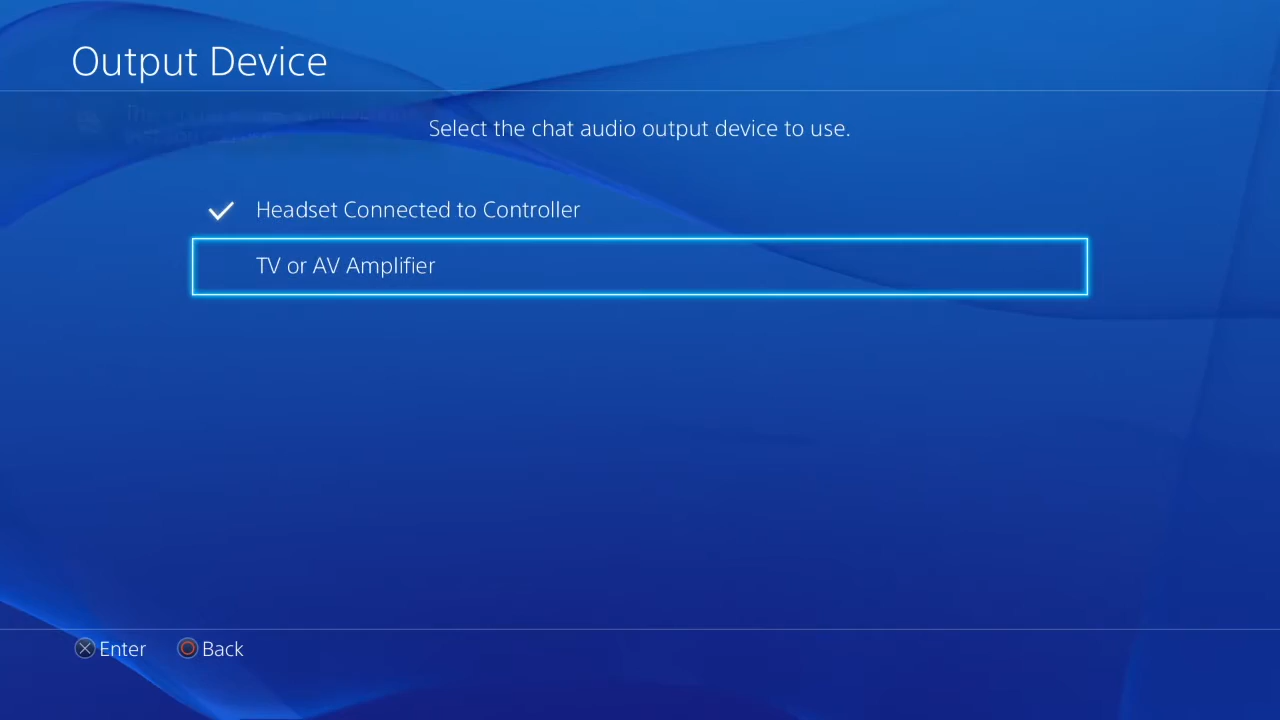 Output Device
Select the chat audio output device to use.
Headset Connected to Controller
TV or AV Amplifier
Enter
Back